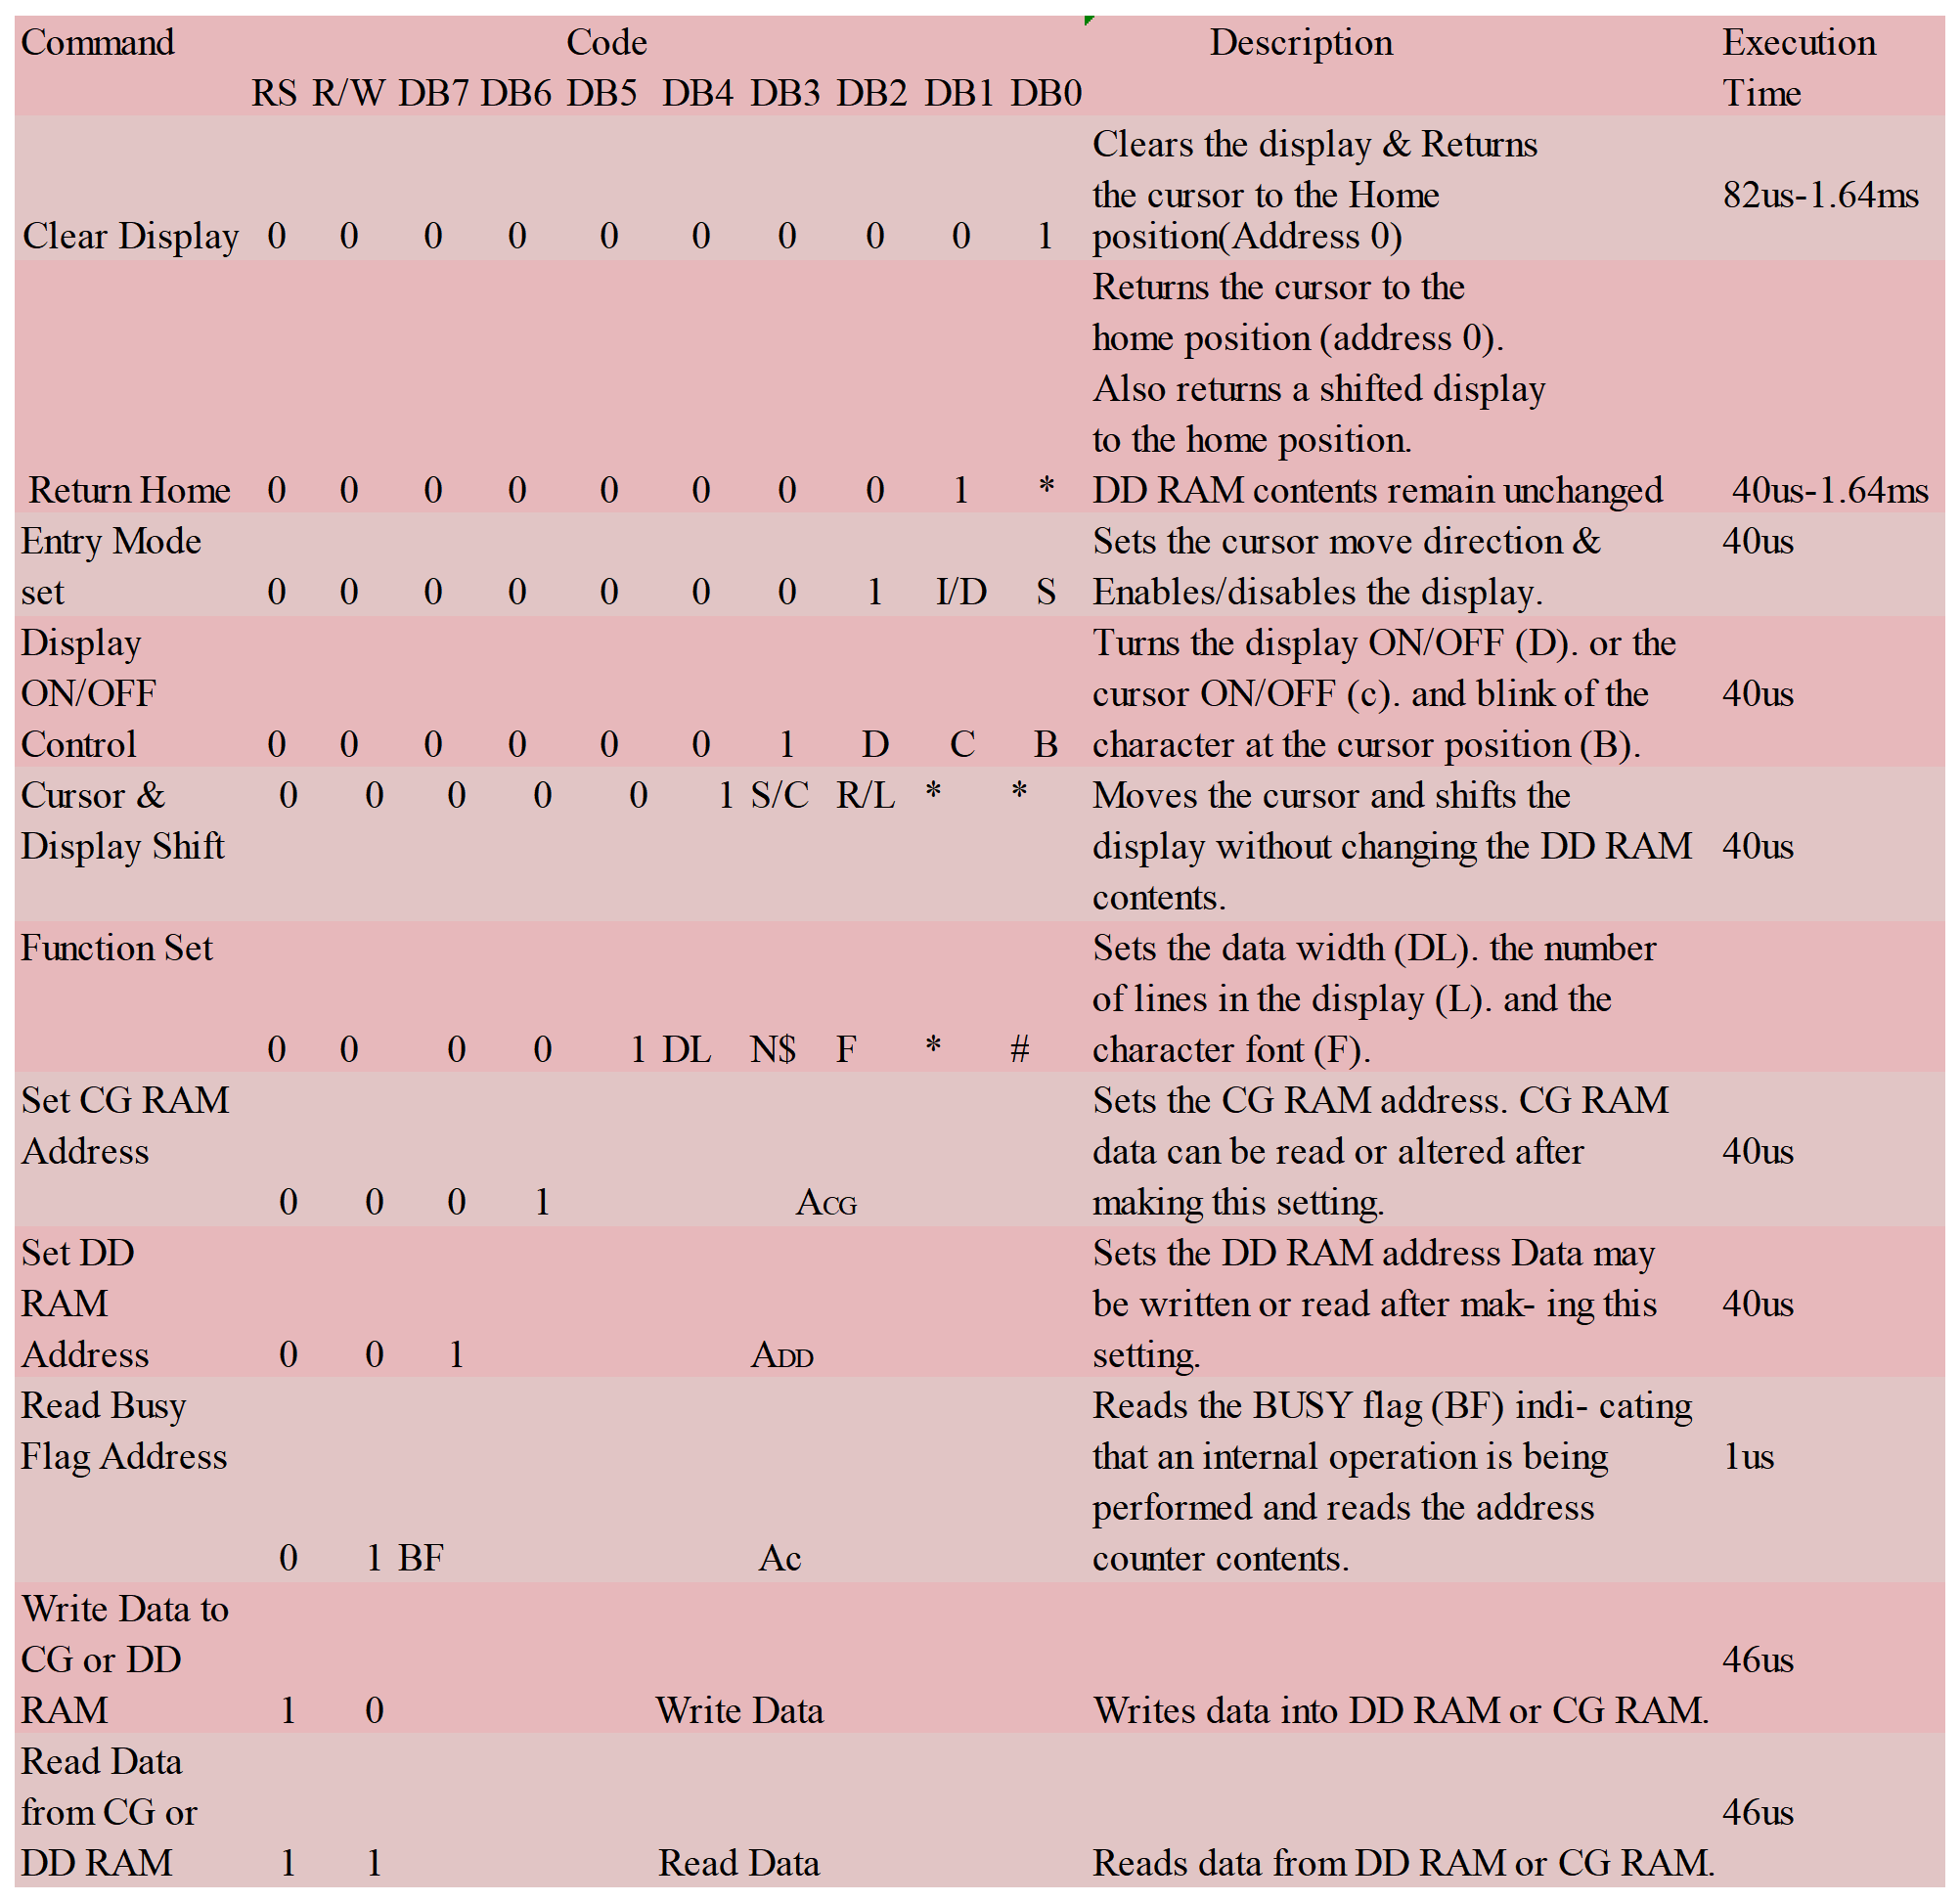 Command Code Description Execution
RS R/W DB7 DB6 DB5 DB4 DB3 DB2 DB1 DB0 Time
Clears the display & Returns
the cursor to the Home 82us-1.64ms
Clear Display 0 0 0 0 0 0 0 0 0 1 position(Address 0)
Returns the cursor to the
home position (address 0).
Also returns a shifted display
to the home position.
Return Home 0 0 0 0 0 0 0 0 1 * DD RAM contents remain unchanged 40us-1.64ms
Entry Mode Sets the cursor move direction & 40us
set 0 0 0 0 0 0 0 1 I/D S Enables/disables the display.
Display Turns the display ON/OFF (D). or the
ON/OFF cursor ON/OFF (c). and blink of the 40us
Control 0 0 0 0 0 0 1 D C B character at the cursor position (B).
Cursor & 0 0 0 0 0 1 S/C R/L * * Moves the cursor and shifts the
Display Shift display without changing the DD RAM 40us
contents.
Function Set Sets the data width (DL). the number
of lines in the display (L). and the
0 0 0 0 1 DL N$ F * # character font (F).
Set CG RAM Sets the CG RAM address. CG RAM
Address data can be read or altered after 40us
0 0 0 1 ACG making this setting.
Set DD Sets the DD RAM address Data may
RAM be written or read after mak- ing this 40us
Address 0 0 1 ADD setting.
Read Busy Reads the BUSY flag (BF) indi- cating
Flag Address that an internal operation is being 1us
performed and reads the address
0 1 BF Ac counter contents.
Write Data to
CG or DD 46us
RAM 1 0 Write Data Writes data into DD RAM or CG RAM.
Read Data
from CG or 46us
DD RAM 1 1 Read Data Reads data from DD RAM or CG RAM.